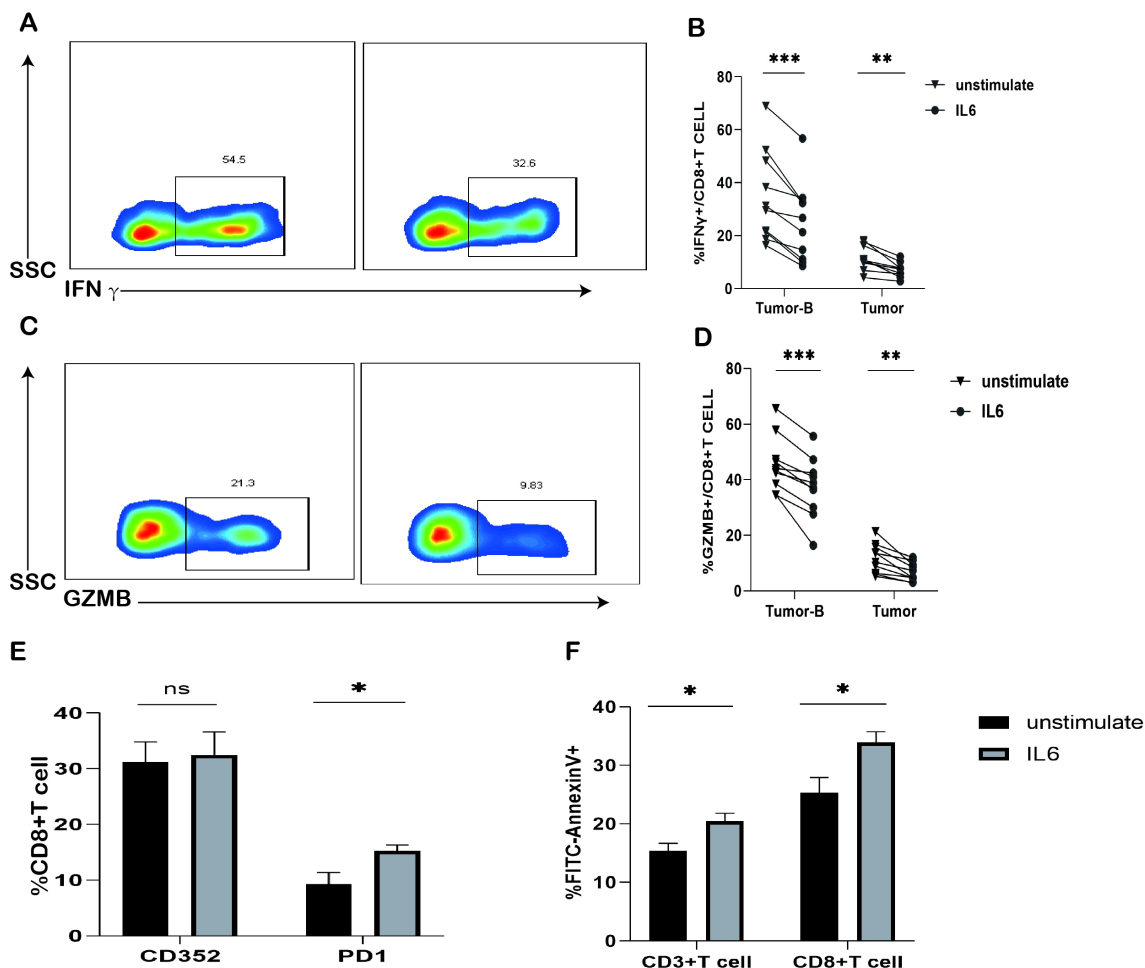 A
54.5
32.6
SSC
IFN γ
B
*** **
80
60
40
20
0
%IFNγ+/CD8+T CELL
Tumor-B Tumor
unstimulate
IL6
C
21.3
9.83
SSC
GZMB
D
*** **
80
60
40
20
0
%GZMB+/CD8+T CELL
Tumor-B Tumor
unstimulate
IL6
E
ns *
40
30
20
10
0
%CD8+T cell
CD352 PD1
F
* *
40
30
20
10
0
%FITC-AnnexinV+
CD3+T cell CD8+T cell
unstimulate
IL6